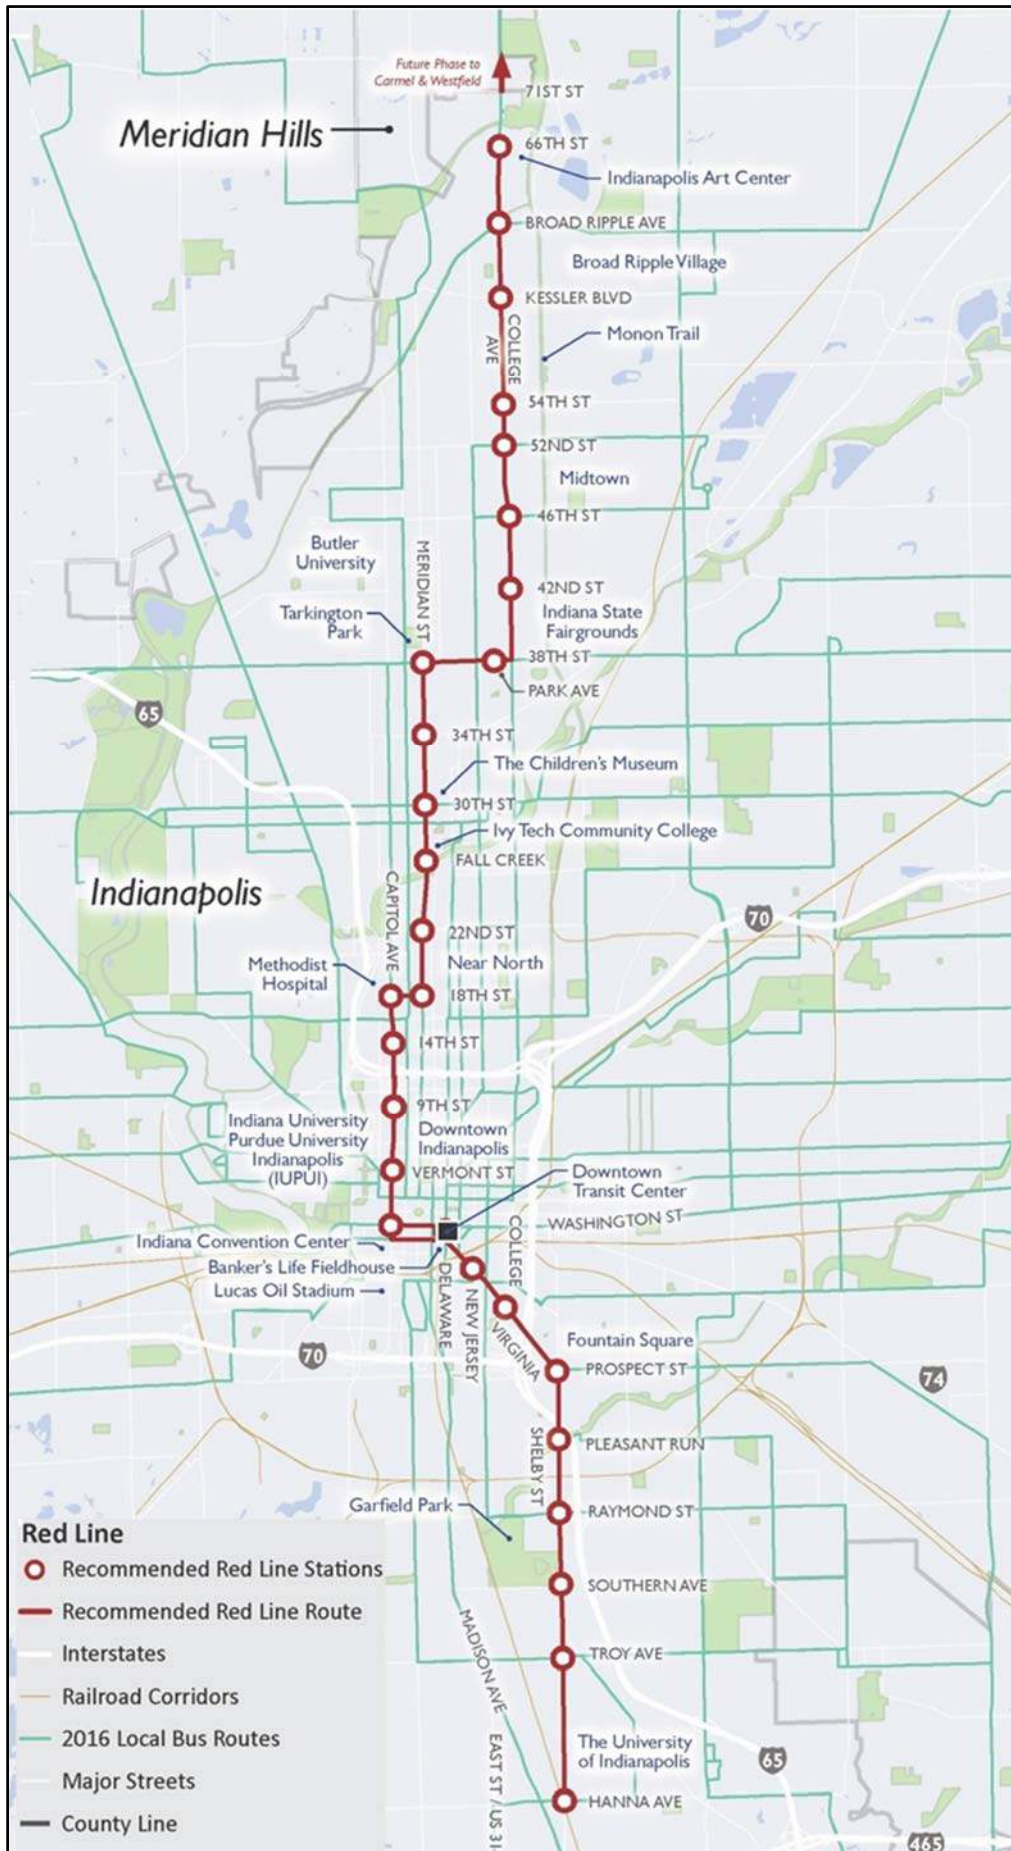 Future Phase to
Carmel & Westfield
71ST ST
Meridian Hills
66TH ST
Indianapolis Art Center
BROAD RIPPLE AVE
Broad Ripple Village
KESSLER BLVD
COLLEGE
AVE
Monon Trail
54TH ST
52ND ST
Midtown
46TH ST
Butler
University
MERIDIAN ST
42ND ST
Tarkington
Park
Indiana State
Fairgrounds
38TH ST
PARK AVE
65
34TH ST
The Children's Museum
30TH ST
Ivy Tech Community College
FALL CREEK
Indianapolis
CAPITOL AVE
70
22ND ST
Near North
Methodist
Hospital
18TH ST
14TH ST
9TH ST
Indiana University
Purdue University
Indianapolis
(IUPUI)
Downtown
Indianapolis
VERMONT ST
Downtown
Transit Center
WASHINGTON ST
COLLEGE
Indiana Convention Center
Banker's Life Fieldhouse
Lucas Oil Stadium
DELAWARE
NEW JERSEY
VIRGINIA
Fountain Square
70
PROSPECT ST
74
SHELBY ST
PLEASANT RUN
Garfield Park
RAYMOND ST
SOUTHERN AVE
MADISON AVE
TROY AVE
EAST ST / US 31
The University
of Indianapolis
65
HANNA AVE
465
Red Line
Recommended Red Line Stations
Recommended Red Line Route
Interstates
Railroad Corridors
2016 Local Bus Routes
Major Streets
County Line